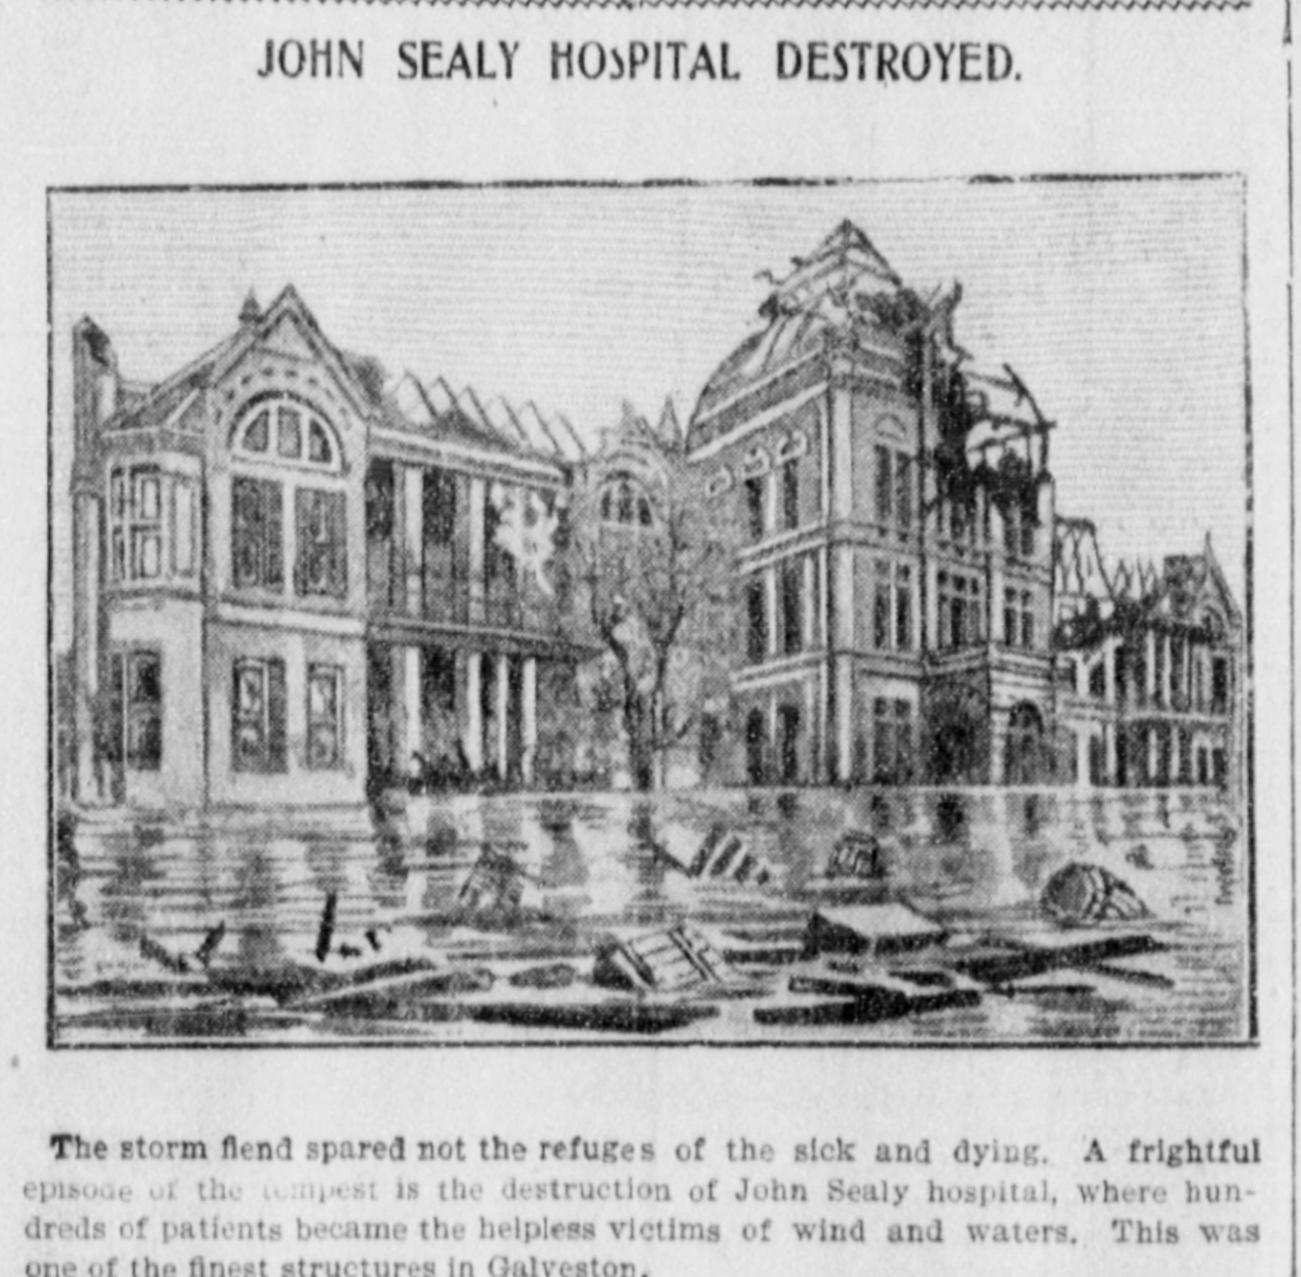 JOHN SEALY HOSPITAL DESTROYED.
The storm fiend spared not the refuges of the sick and dying. A frightful
episode of the tempest is the destruction of John Sealy hospital, where hun-
dreds of patients became the helpless victims of wind and waters. This was
one of the finest structures in Galveston.